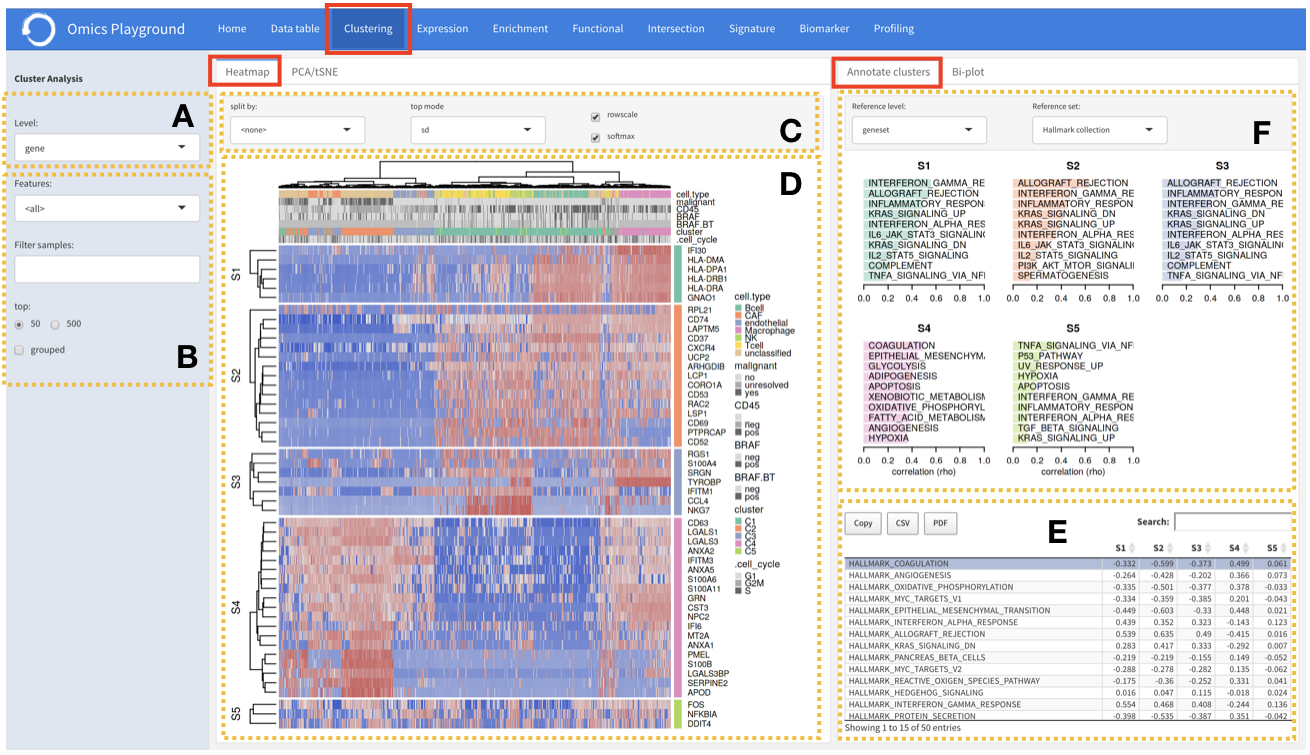 Omics Playground
Home Data table Clustering Expression Enrichment Functional Intersection Signature Biomarker Profiling
Cluster Analysis
A
Level:
gene
B
Features:
<all>
Filter samples:
top:
50 500
grouped
Heatmap PCA/tSNE
C
split by: top mode
<none> sd
rowscale
softmax
D
cell.type
malignant
CD45
BRAF
BRAF.BT
cluster
.cell_cycle
S1
IFI30
HLA-DMA
HLA-DPA1
HLA-DRB1
HLA-DRA
GNAO1
S2
RPL21
CD74
LAPTM5
CD37
CXCR4
UCP2
ARHGDIB
LCP1
CORO1A
CD53
RAC2
LSP1
CD69
PTPRCAP
CD52
S3
RGS1
S100A4
SRGN
TYROBP
IFITM1
CCL4
NKG7
S4
CD63
LGALS1
LGALS3
ANXA2
IFITM3
ANXA5
S100A6
S100A11
GRN
CST3
NPC2
IFI6
MT2A
ANXA1
PMEL
S100B
LGALS3BP
SERPINE2
APOD
S5
FOS
NFKBIA
DDIT4
cell.type
Bcell
CAF
endothelial
Macrophage
NK
Tcell
unclassified
malignant
no
unresolved
yes
CD45
neg
pos
BRAF
neg
pos
BRAF.BT
neg
pos
cluster
C1
C2
C3
C4
C5
.cell_cycle
G1
G2M
S
Annotate clusters Bi-plot
F
Reference level: Reference set:
geneset Hallmark collection
S1
INTERFERON_GAMMA_RE
ALLOGRAFT_REJECTION
INFLAMMATORY_RESPON
KRAS_SIGNALING_UP
INTERFERON_ALPHA_RES
IL6_JAK_STAT3_SIGNALING
KRAS_SIGNALING_DN
IL2_STAT5_SIGNALING
COMPLEMENT
TNFA_SIGNALING_VIA_NFI
0.0 0.2 0.4 0.6 0.8 1.0
S2
ALLOGRAFT_REJECTION
INTERFERON_GAMMA_RE
INFLAMMATORY_RESPON
KRAS_SIGNALING_DN
KRAS_SIGNALING_UP
INTERFERON_ALPHA_RES
IL6_JAK_STAT3_SIGNALIN
IL2_STAT5_SIGNALING
PI3K_AKT_MTOR_SIGNALII
SPERMATOGENESIS
0.0 0.2 0.4 0.6 0.8 1.0
S3
ALLOGRAFT_REJECTION
INFLAMMATORY_RESPON
INTERFERON_GAMMA_RE
KRAS_SIGNALING_DN
KRAS_SIGNALING_UP
INTERFERON_ALPHA_RES
IL6_JAK_STAT3_SIGNALIN
IL2_STAT5_SIGNALING
COMPLEMENT
TNFA_SIGNALING_VIA_NFI
0.0 0.2 0.4 0.6 0.8 1.0
S4
COAGULATION
EPITHELIAL_MESENCHYM
GLYCOLYSIS
ADIPOGENESIS
APOPTOSIS
XENOBIOTIC_METABOLISM
OXIDATIVE_PHOSPHORYL
FATTY_ACID_METABOLISM
ANGIOGENESIS
HYPOXIA
0.0 0.2 0.4 0.6 0.8 1.0
correlation (rho)
S5
TNFA_SIGNALING_VIA_NF
P53_PATHWAY
UV_RESPONSE_UP
HYPOXIA
APOPTOSIS
INTERFERON_GAMMA_RE
INFLAMMATORY_RESPON
INTERFERON_ALPHA_RES
TGF_BETA_SIGNALING
KRAS_SIGNALING_UP
0.0 0.2 0.4 0.6 0.8 1.0
correlation (rho)
E
Copy CSV PDF Search:
S1 S2 S3 S4 S5
HALLMARK_COAGULATION -0.332 -0.599 -0.373 0.499 0.061
HALLMARK_ANGIOGENESIS -0.264 -0.428 -0.202 0.366 0.073
HALLMARK_OXIDATIVE_PHOSPHORYLATION -0.335 -0.501 -0.377 0.378 -0.033
HALLMARK_MYC_TARGETS_V1 -0.334 -0.359 -0.385 0.201 -0.043
HALLMARK_EPITHELIAL_MESENCHYMAL_TRANSITION -0.449 -0.603 -0.33 0.448 0.021
HALLMARK_INTERFERON_ALPHA_RESPONSE 0.439 0.352 0.323 -0.143 0.123
HALLMARK_ALLOGRAFT_REJECTION 0.539 0.635 0.49 -0.415 0.016
HALLMARK_KRAS_SIGNALING_DN 0.283 0.417 0.333 -0.292 0.007
HALLMARK_PANCREAS_BETA_CELLS -0.219 -0.219 -0.155 0.149 -0.052
HALLMARK_MYC_TARGETS_V2 -0.288 -0.278 -0.282 0.135 -0.062
HALLMARK_REACTIVE_OXIGEN_SPECIES_PATHWAY -0.175 -0.36 -0.252 0.331 0.041
HALLMARK_HEDGEHOG_SIGNALING 0.016 0.047 0.115 -0.018 0.024
HALLMARK_INTERFERON_GAMMA_RESPONSE 0.554 0.468 0.408 -0.244 0.136
HALLMARK_PROTEIN_SECRETION -0.398 -0.535 -0.387 0.351 -0.042
Showing 1 to 15 of 50 entries